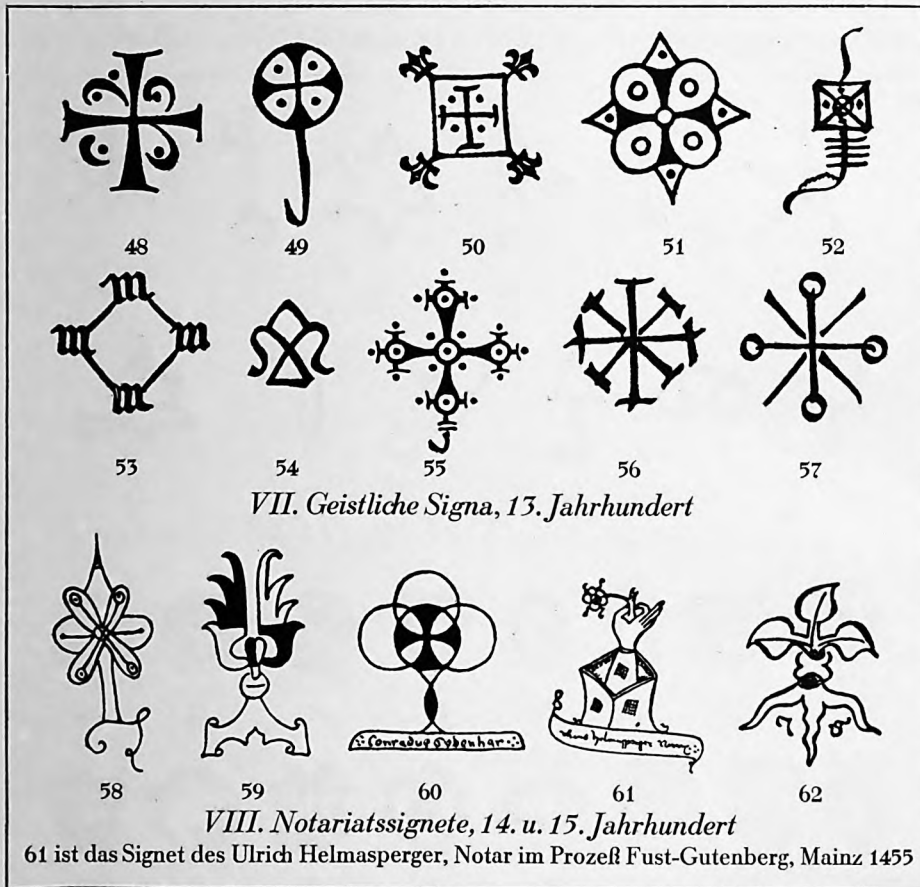 48 49 50 51 52
m
m m
m
53 54 55 56 57
VII. Geistliche Signa, 13. Jahrhundert
Conradus
58 59 60 61 62
VIII. Notariatssignete, 14. u. 15. Jahrhundert
61 ist das Signet des Ulrich Helmasperger, Notar im Prozeß Fust-Gutenberg, Mainz 1455